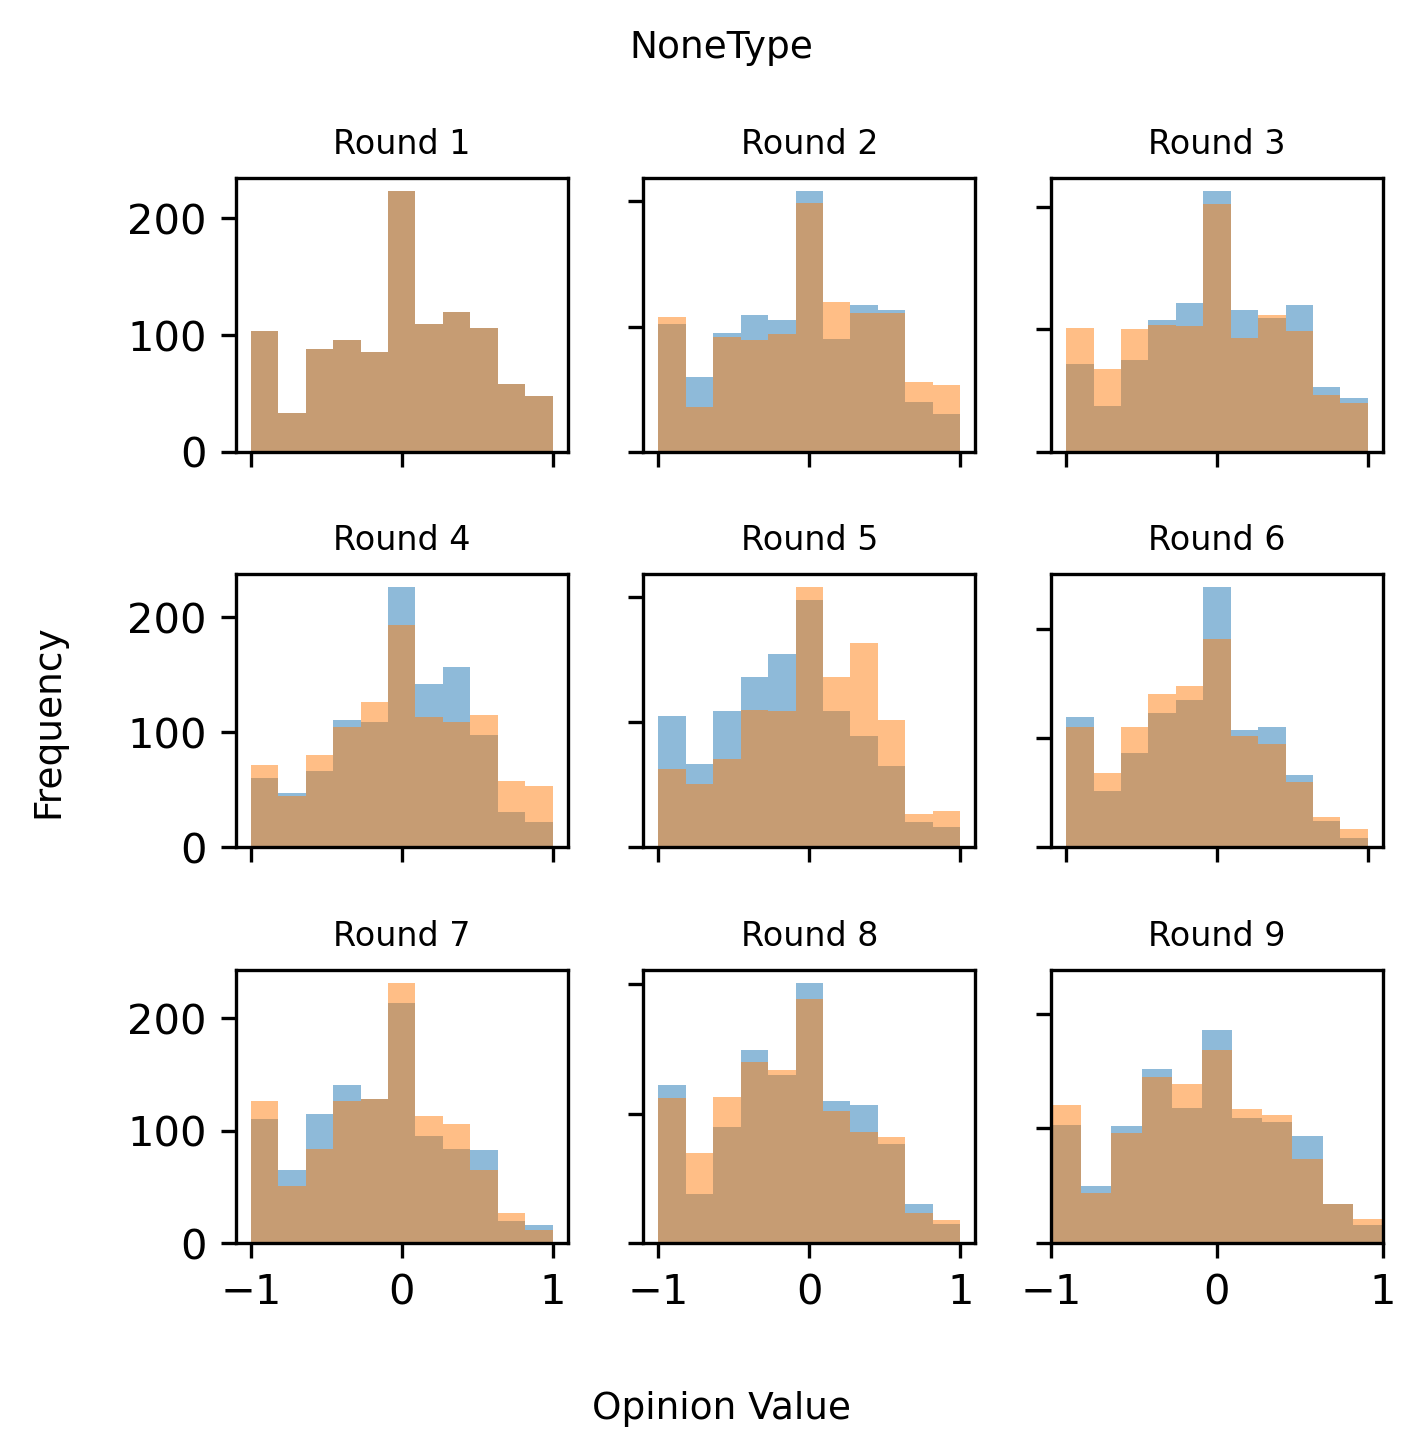 NoneType
Round 1
Round 2
Round 3
200
100
0
Round 4
Round 5
Round 6
200
100
0
Frequency
Round 7
Round 8
Round 9
200
100
0
−1 0 1
−1 0 1
−1 0 1
Opinion Value